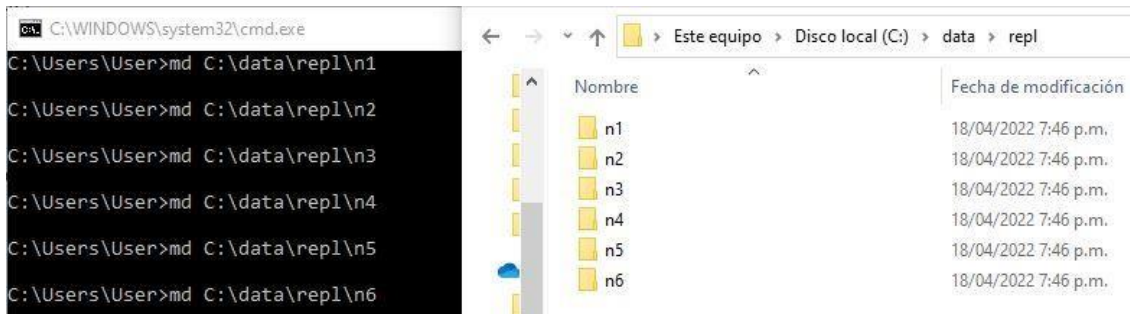 C:\WINDOWS\system32\cmd.exe
C:\Users\User>md C:\data\repl\n1
C:\Users\User>md C:\data\repl\n2
C:\Users\User>md C:\data\repl\n3
C:\Users\User>md C:\data\repl\n4
C:\Users\User>md C:\data\repl\n5
C:\Users\User>md C:\data\repl\n6
Este equipo > Disco local (C:) > data > repl
Nombre Fecha de modificación
n1 18/04/2022 7:46 p.m.
n2 18/04/2022 7:46 p.m.
n3 18/04/2022 7:46 p.m.
n4 18/04/2022 7:46 p.m.
n5 18/04/2022 7:46 p.m.
n6 18/04/2022 7:46 p.m.